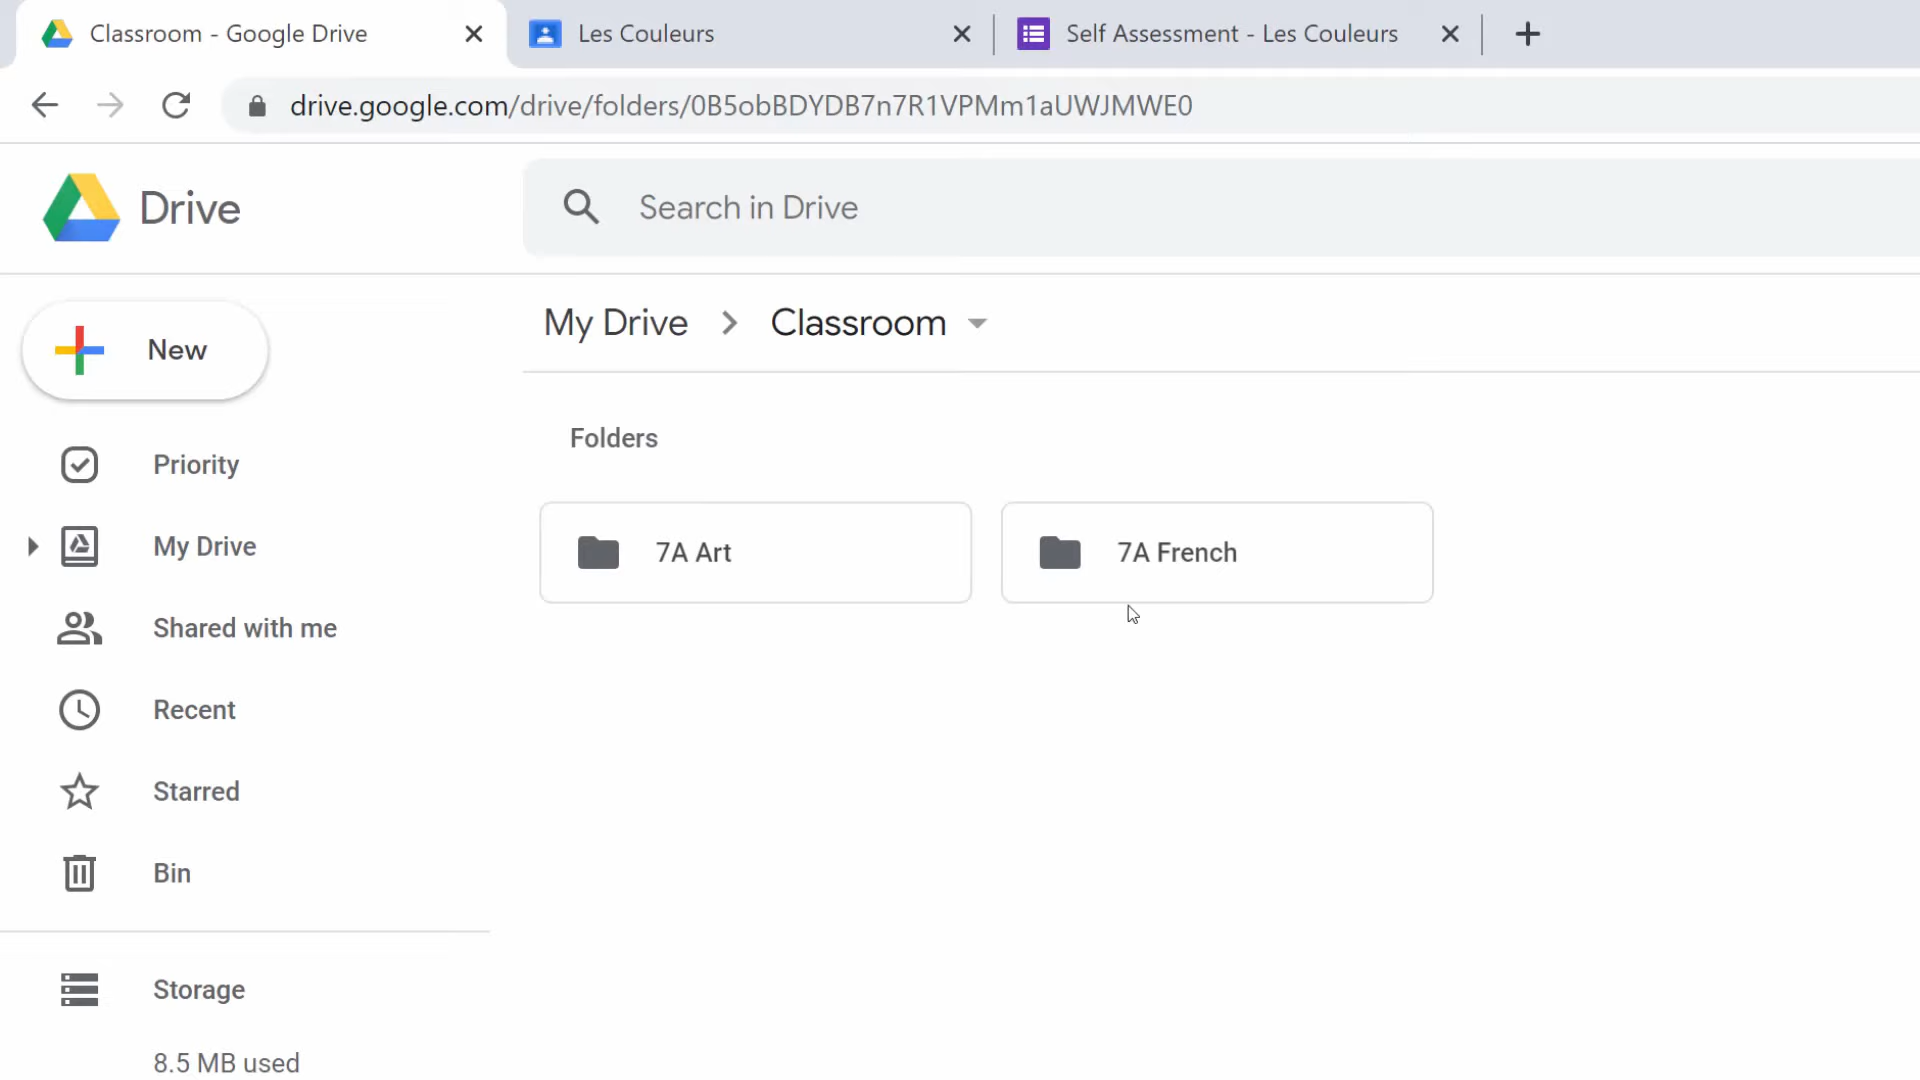 Classroom - Google Drive
Les Couleurs
Self Assessment - Les Couleurs
drive.google.com/drive/folders/0B5obBDYDB7n7R1VPMm1aUWJMWE0
Drive
Search in Drive
New
My Drive
Classroom
Folders
7A Art
7A French
Priority
My Drive
Shared with me
Recent
Starred
Bin
Storage
8.5 MB used